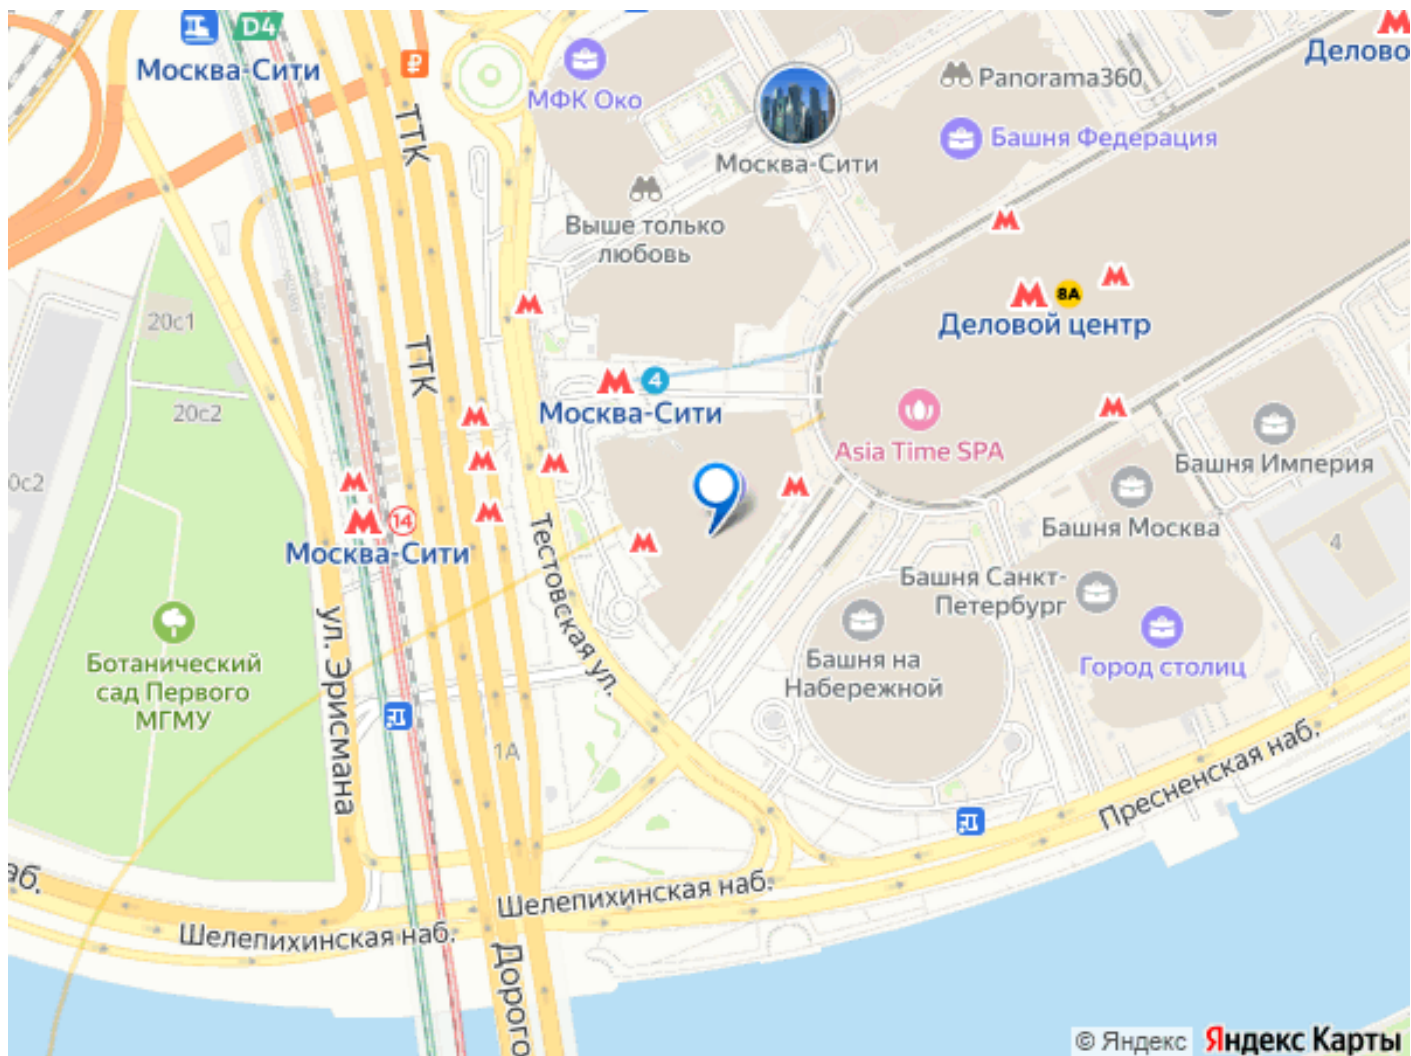 D4
Москва-Сити
₽
МФК Око
Panorama360
Делово
Башня Федерация
Москва-Сити
ТТК
Выше только
любовь
8А
Деловой центр
20с1
ТТК
4
Москва-Сити
20с2
Asia Time SPA
Башня Империя
0с2
14
Москва-Сити
Башня Москва
4
Тестовская ул.
Башня Санкт-
Петербург
Башня на
Набережной
Город столиц
Ботанический
сад Первого
МГМУ
ул. Эрисмана
1А
Пресненская наб.
аб.
Шелепихинская наб.
Шелепихинская наб.
Дорого
© Яндекс Яндекс Карты